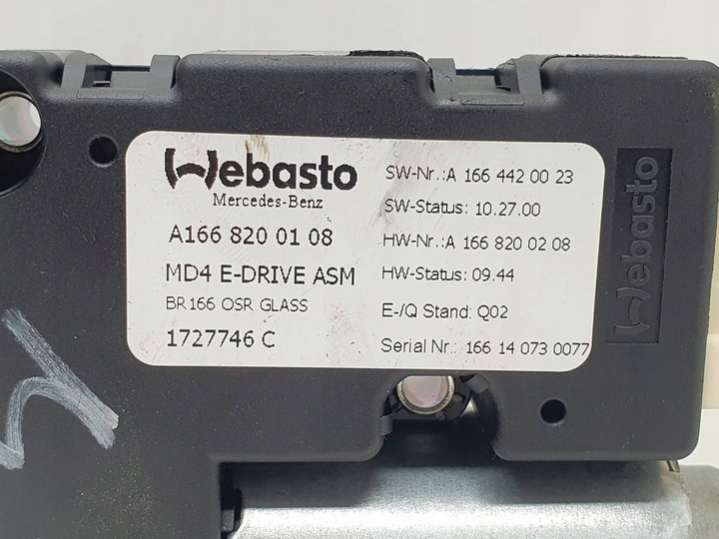 Webasto
Mercedes-Benz
A166 820 01 08
MD4 E-DRIVE ASM
BR166 OSR GLASS
1727746 C
SW-Nr.:A 166 442 00 23
SW-Status: 10.27.00
HW-Nr.:A 166 820 02 08
HW-Status: 09.44
E-/Q Stand: Q02
Serial Nr.: 166 14 073 0077
Webasto